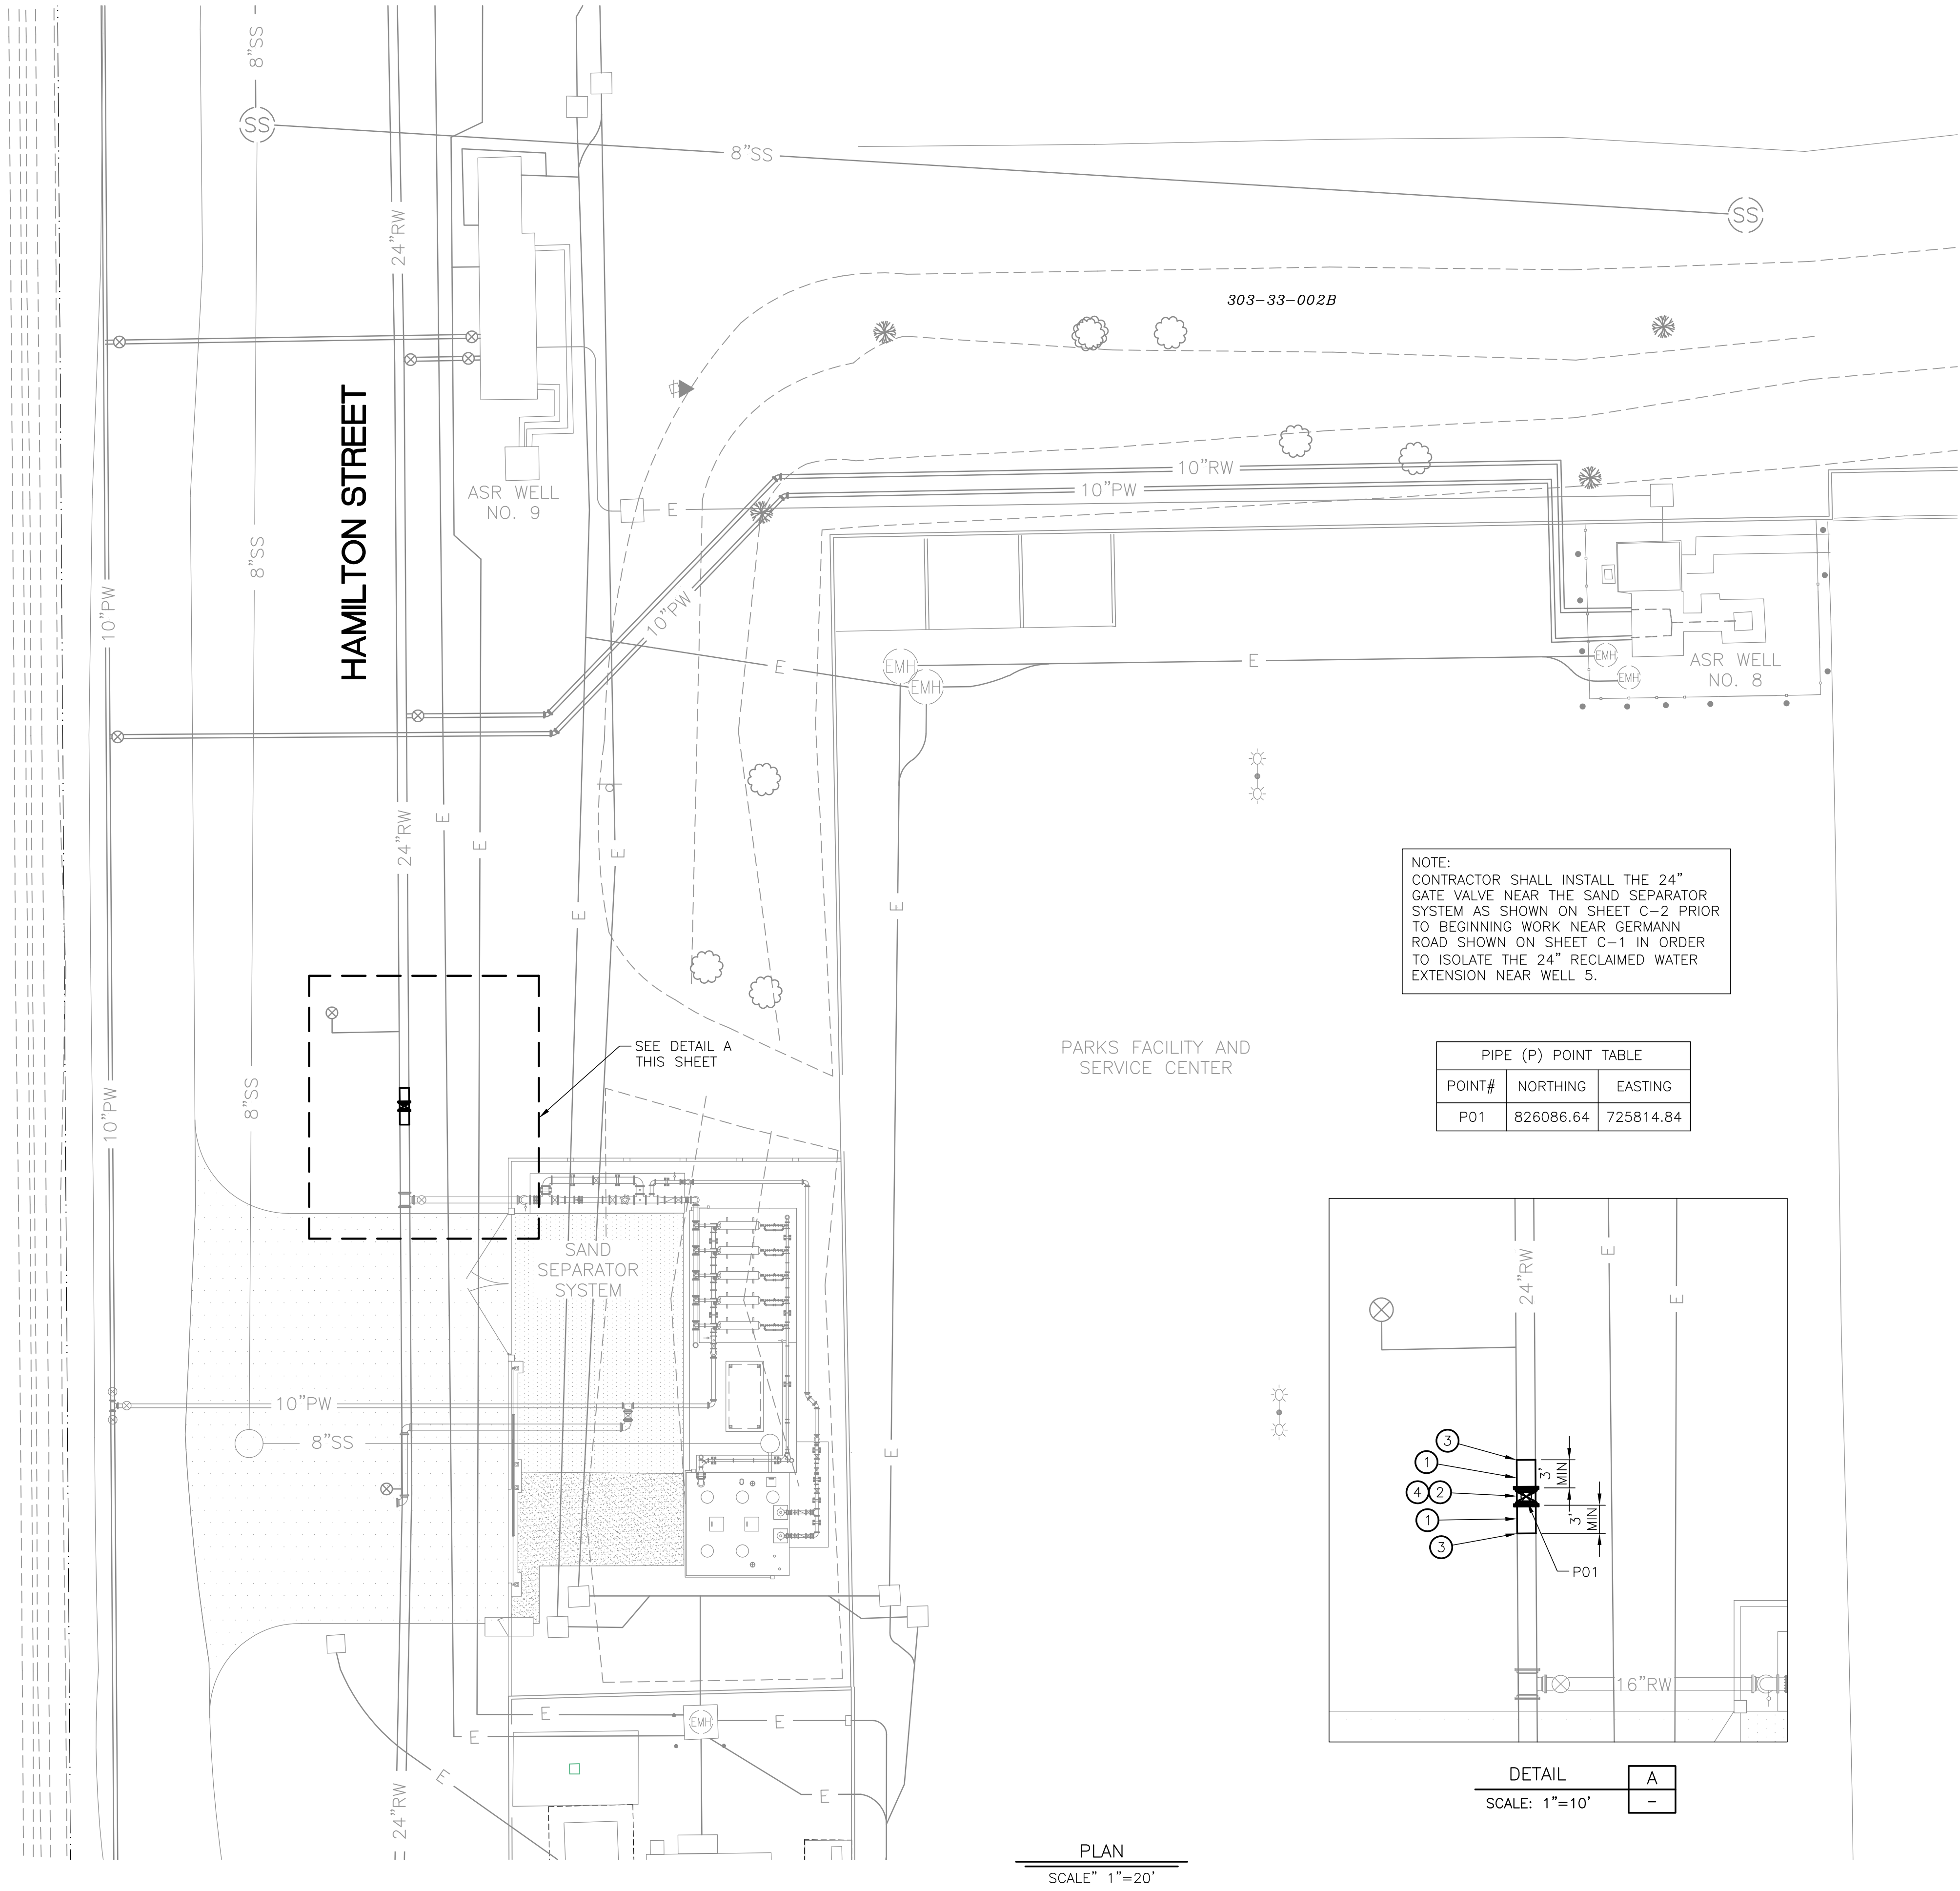 8"SS
SS
8"SS
SS
24"RW
303-33-002B
HAMILTON STREET
10"RW
10"PW
ASR WELL
NO. 9
E
8"SS
10"PW
10"PW
E
EMH
EMH
E
EMH
EMH
ASR WELL
NO. 8
24"RW
E
E
E
E
E
NOTE:
CONTRACTOR SHALL INSTALL THE 24"
GATE VALVE NEAR THE SAND SEPARATOR
SYSTEM AS SHOWN ON SHEET C-2 PRIOR
TO BEGINNING WORK NEAR GERMANN
ROAD SHOWN ON SHEET C-1 IN ORDER
TO ISOLATE THE 24" RECLAIMED WATER
EXTENSION NEAR WELL 5.
SEE DETAIL A
THIS SHEET
PARKS FACILITY AND
SERVICE CENTER
PIPE (P) POINT TABLE
POINT# NORTHING EASTING
P01 826086.64 725814.84
8"SS
10"PW
SAND
SEPARATOR
SYSTEM
24"RW
E
E
10"PW
8"SS
E
3
1
4 2
1
3
3'
MIN
3'
MIN
P01
16"RW
E
EMH
E
E
E
E
24"RW
DETAIL
A
SCALE: 1"=10'
-
PLAN
SCALE" 1"=20'